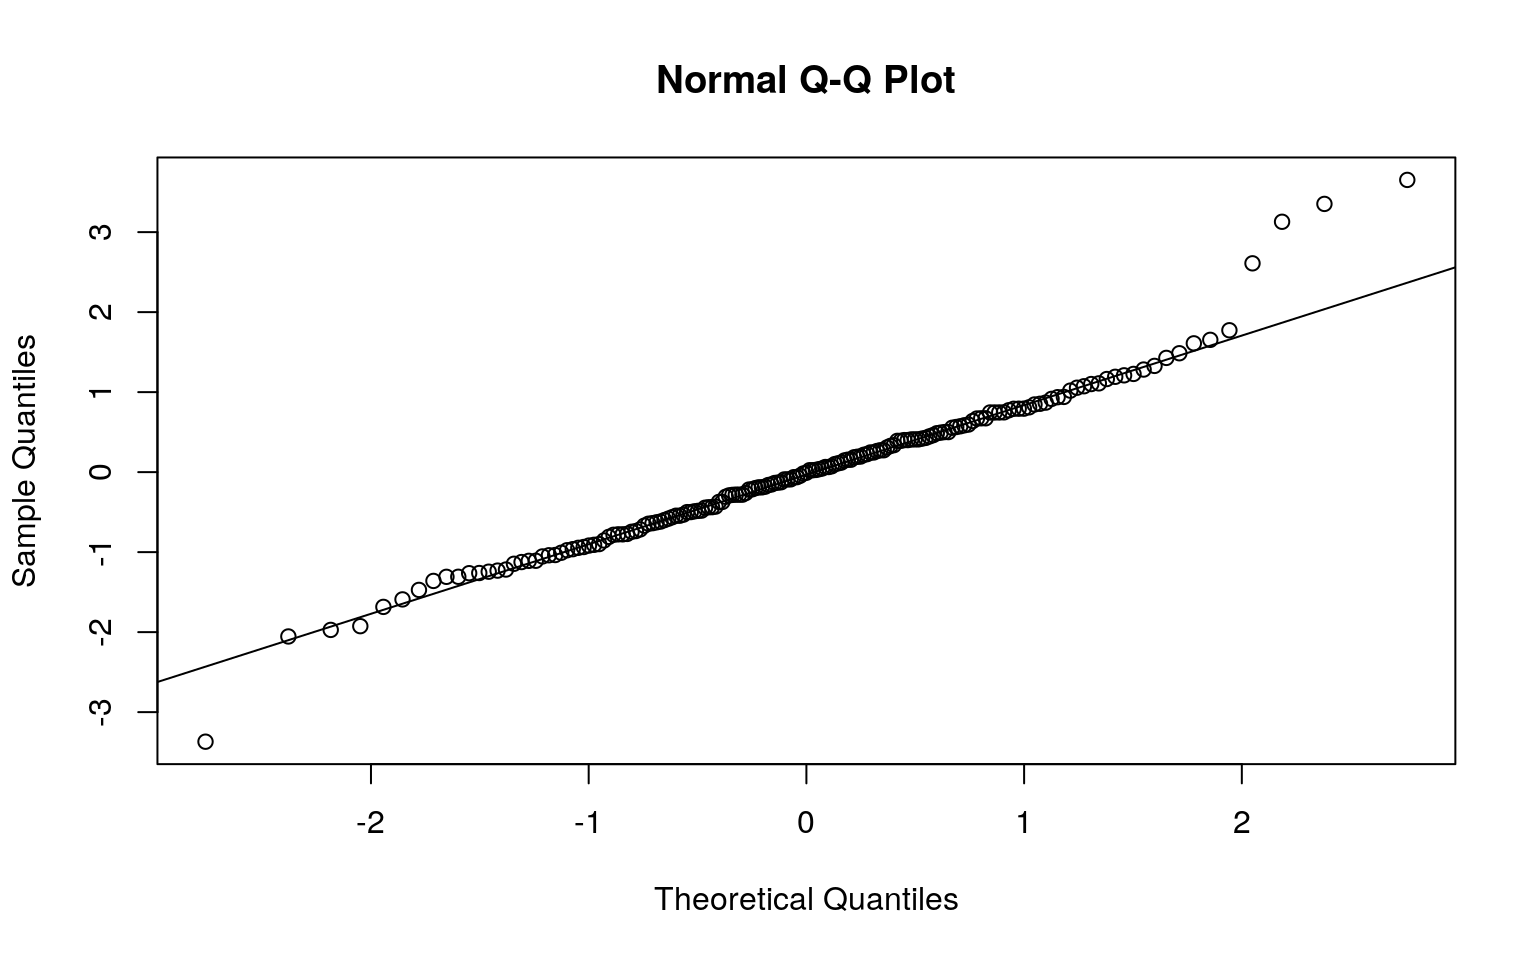 Normal Q-Q Plot
Sample Quantiles
3
2
1
0
-1
-2
-3
-2 -1 0 1 2
Theoretical Quantiles